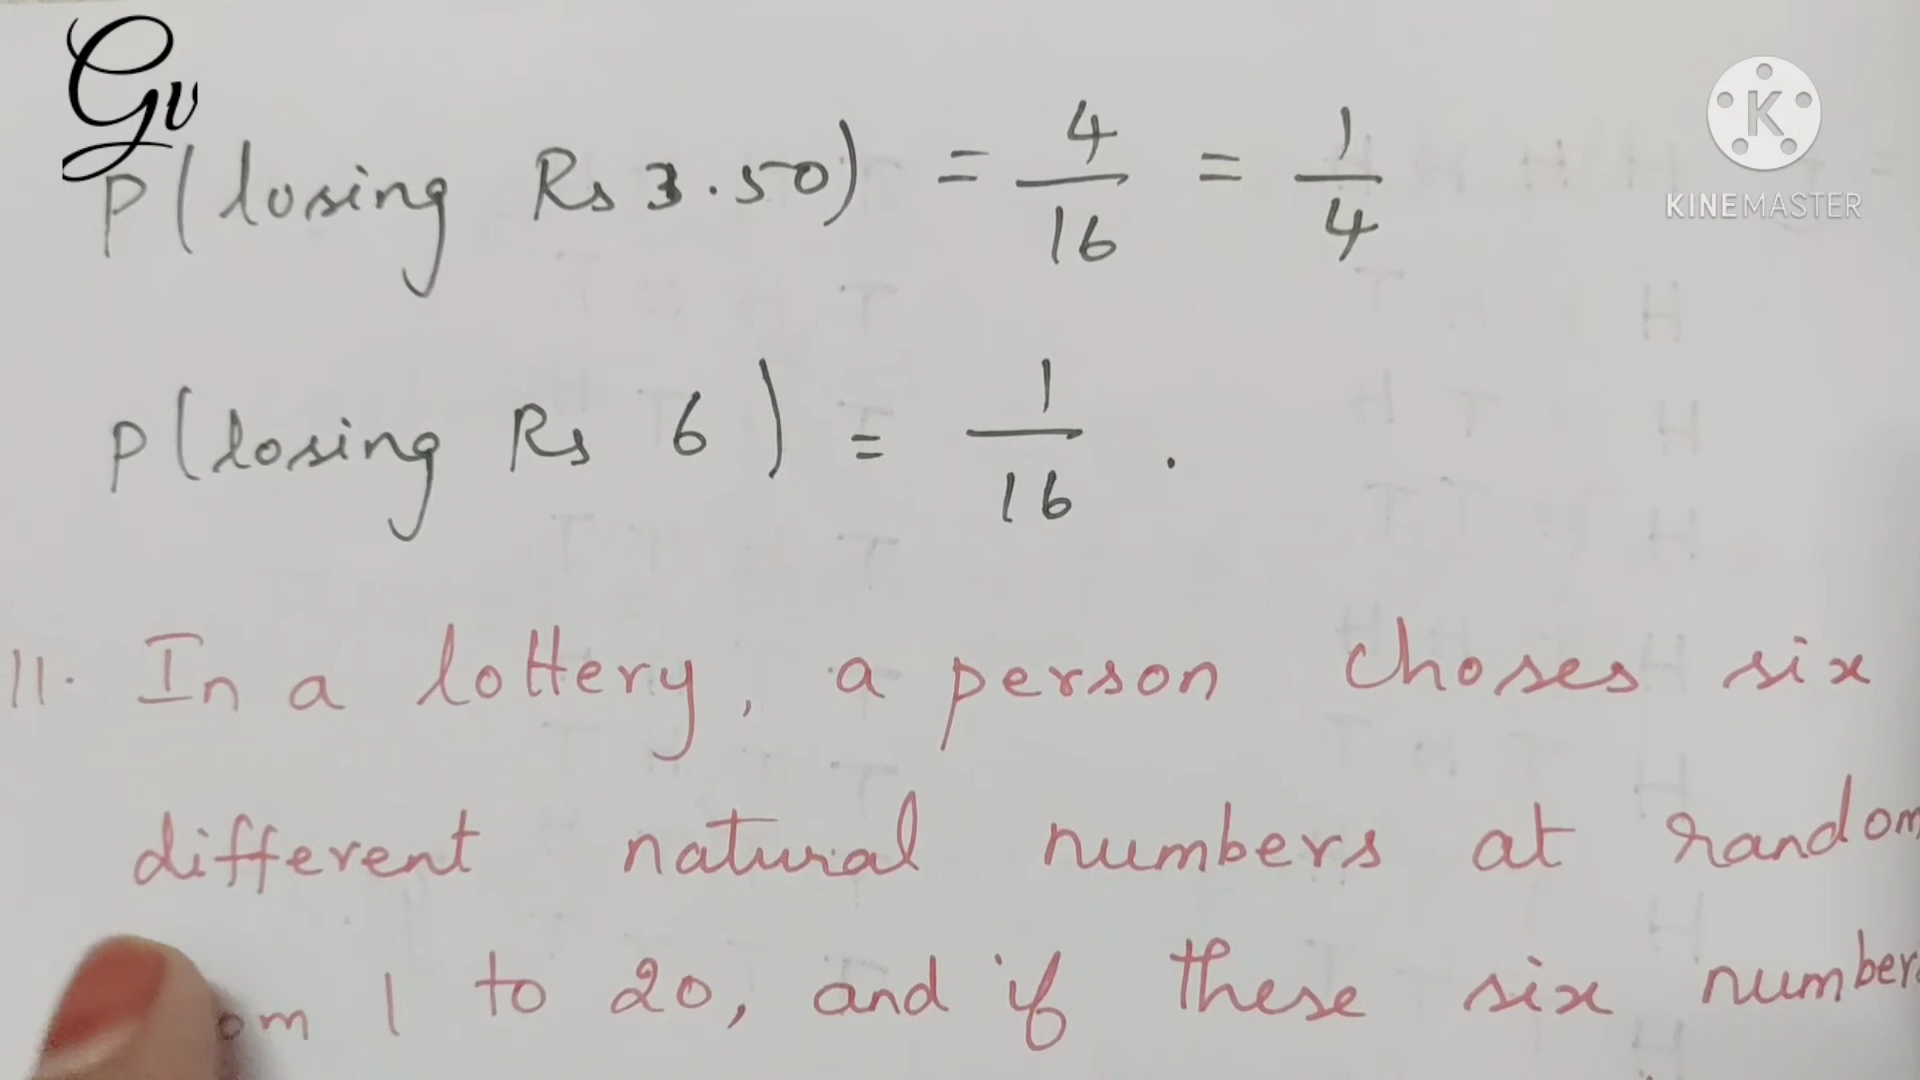 Gv
P(losing Rs 3.50) = 4/16 = 1/4
P(losing Rs 6) = 1/16.
KINEMASTER
11. In a lottery, a person choses six
different natural numbers at random
om 1 to 20, and if these six number